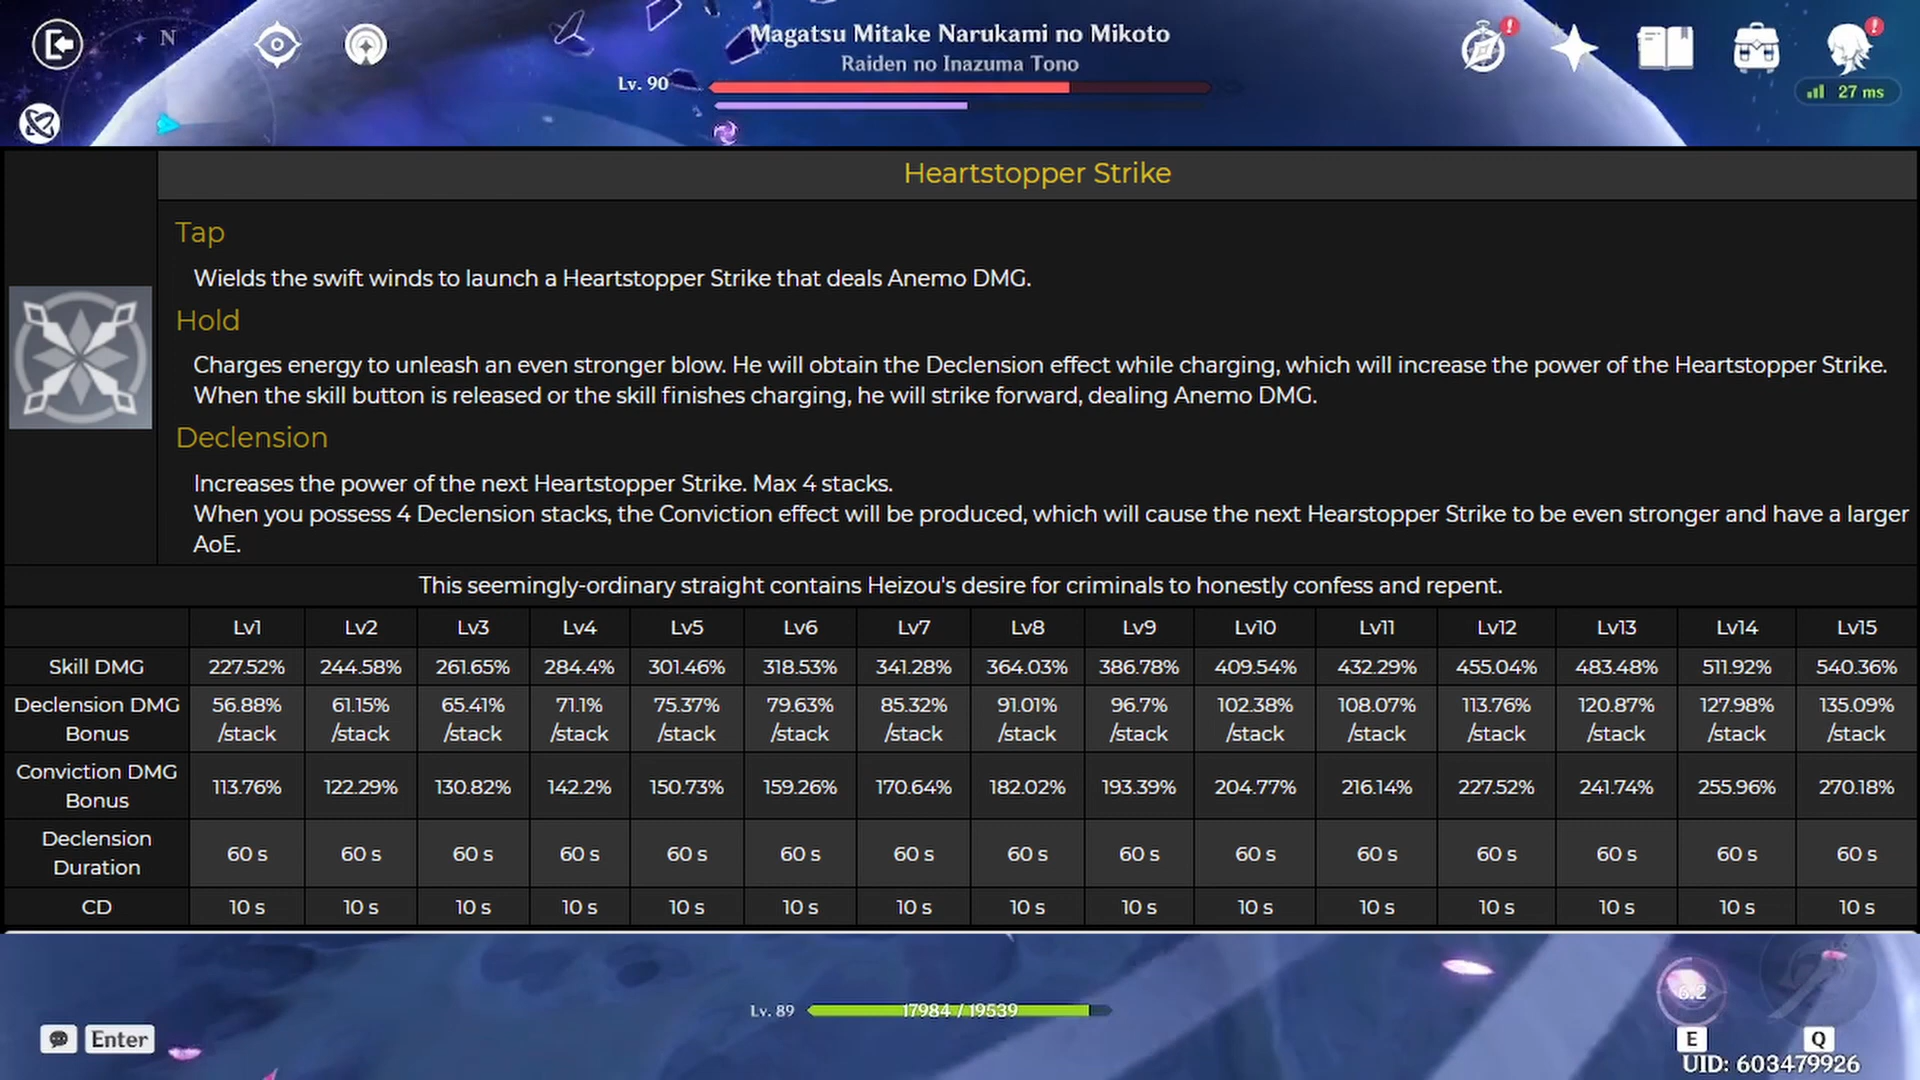 N
Magatsu Mitake Narukami no Mikoto
Raiden no Inazuma Tono
Lv. 90
27 ms
Heartstopper Strike
Tap
Wields the swift winds to launch a Heartstopper Strike that deals Anemo DMG.
Hold
Charges energy to unleash an even stronger blow. He will obtain the Declension effect while charging, which will increase the power of the Heartstopper Strike.
When the skill button is released or the skill finishes charging, he will strike forward, dealing Anemo DMG.
Declension
Increases the power of the next Heartstopper Strike. Max 4 stacks.
When you possess 4 Declension stacks, the Conviction effect will be produced, which will cause the next Hearstopper Strike to be even stronger and have a larger
AoE.
This seemingly-ordinary straight contains Heizou's desire for criminals to honestly confess and repent.
Lv1 Lv2 Lv3 Lv4 Lv5 Lv6 Lv7 Lv8 Lv9 Lv10 Lv11 Lv12 Lv13 Lv14 Lv15
Skill DMG 227.52% 244.58% 261.65% 284.4% 301.46% 318.53% 341.28% 364.03% 386.78% 409.54% 432.29% 455.04% 483.48% 511.92% 540.36%
Declension DMG 56.88% 61.15% 65.41% 71.1% 75.37% 79.63% 85.32% 91.01% 96.7% 102.38% 108.07% 113.76% 120.87% 127.98% 135.09%
Bonus /stack /stack /stack /stack /stack /stack /stack /stack /stack /stack /stack /stack /stack /stack /stack
Conviction DMG
Bonus 113.76% 122.29% 130.82% 142.2% 150.73% 159.26% 170.64% 182.02% 193.39% 204.77% 216.14% 227.52% 241.74% 255.96% 270.18%
Declension
Duration 60 s 60 s 60 s 60 s 60 s 60 s 60 s 60 s 60 s 60 s 60 s 60 s 60 s 60 s 60 s
CD 10 s 10 s 10 s 10 s 10 s 10 s 10 s 10 s 10 s 10 s 10 s 10 s 10 s 10 s 10 s
6.2
Lv. 89 17984 / 19539
Enter
E Q
UID: 603479926